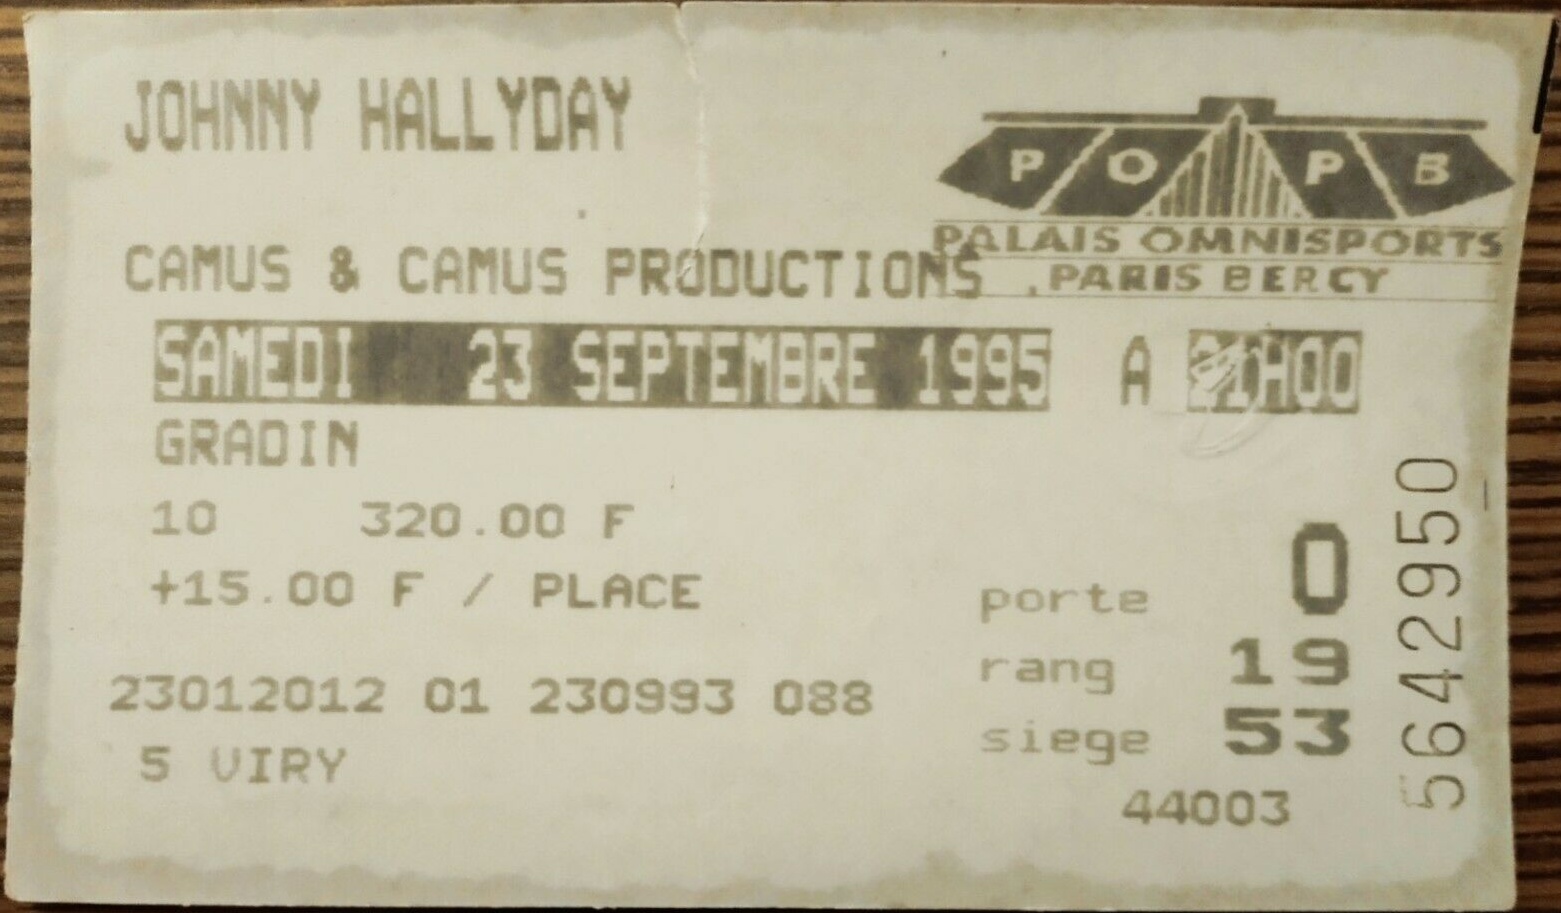 JOHNNY HALLYDAY
P O P B
PALAIS OMNISPORTS
PARIS BERCY
CAMUS & CAMUS PRODUCTIONS
SAMEDI 23 SEPTEMBRE 1995 A 21H00
GRADIN
10 320.00 F
+15.00 F / PLACE
porte 0
rang 19
siege 53
23012012 01 230993 088
5 VIRY
44003
5642950